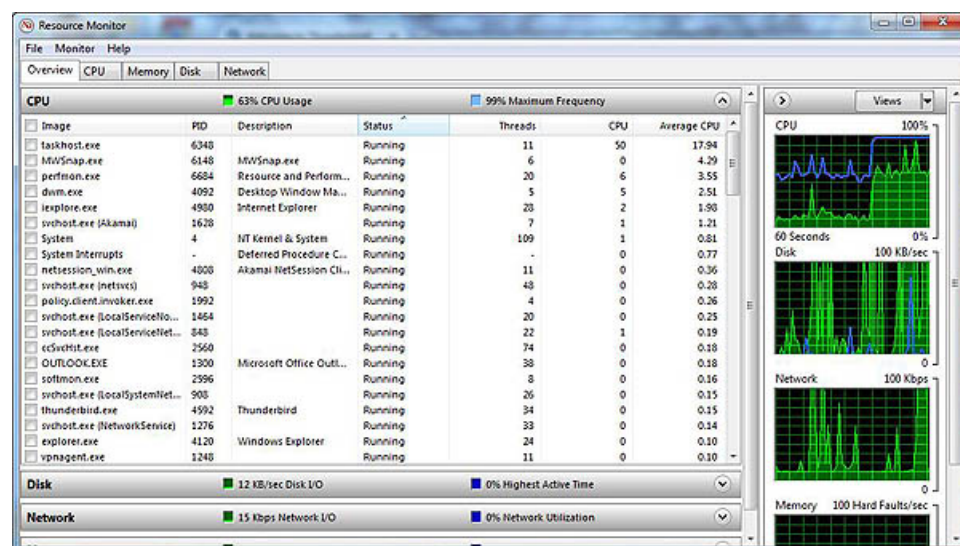 Resource Monitor
File Monitor Help
Overview CPU Memory Disk Network
CPU 63% CPU Usage 99% Maximum Frequency
Image PID Description Status Threads CPU Average CPU
taskhost.exe 6348 Running 11 50 17.94
MWSnap.exe 6148 MWSnap.exe Running 6 0 4.29
perfmon.exe 6684 Resource and Perform... Running 20 6 3.55
dwm.exe 4092 Desktop Window Ma... Running 5 5 2.51
iexplore.exe 4980 Internet Explorer Running 28 2 1.98
svchost.exe (Akamai) 1628 Running 7 1 1.21
System 4 NT Kernel & System Running 109 1 0.81
System Interrupts - Deferred Procedure C... Running - 0 0.77
netsession_win.exe 4808 Akamai NetSession Cli... Running 11 0 0.36
svchost.exe (netsvcs) 948 Running 48 0 0.28
policy.client.invoker.exe 1992 Running 4 0 0.26
svchost.exe (LocalServiceNo... 1464 Running 20 0 0.25
svchost.exe (LocalServiceNet... 848 Running 22 1 0.19
ccSvcHst.exe 2560 Running 74 0 0.18
OUTLOOK.EXE 1300 Microsoft Office Outl... Running 38 0 0.18
softmon.exe 2596 Running 8 0 0.16
svchost.exe (LocalSystemNet... 908 Running 26 0 0.15
thunderbird.exe 4592 Thunderbird Running 34 0 0.15
svchost.exe (NetworkService) 1276 Running 33 0 0.14
explorer.exe 4120 Windows Explorer Running 24 0 0.10
vpnagent.exe 1248 Running 11 0 0.10
Disk 12 KB/sec Disk I/O 0% Highest Active Time
Network 15 Kbps Network I/O 0% Network Utilization
Views
CPU 100%
60 Seconds 0%
Disk 100 KB/sec
0
Network 100 Kbps
0
Memory 100 Hard Faults/sec